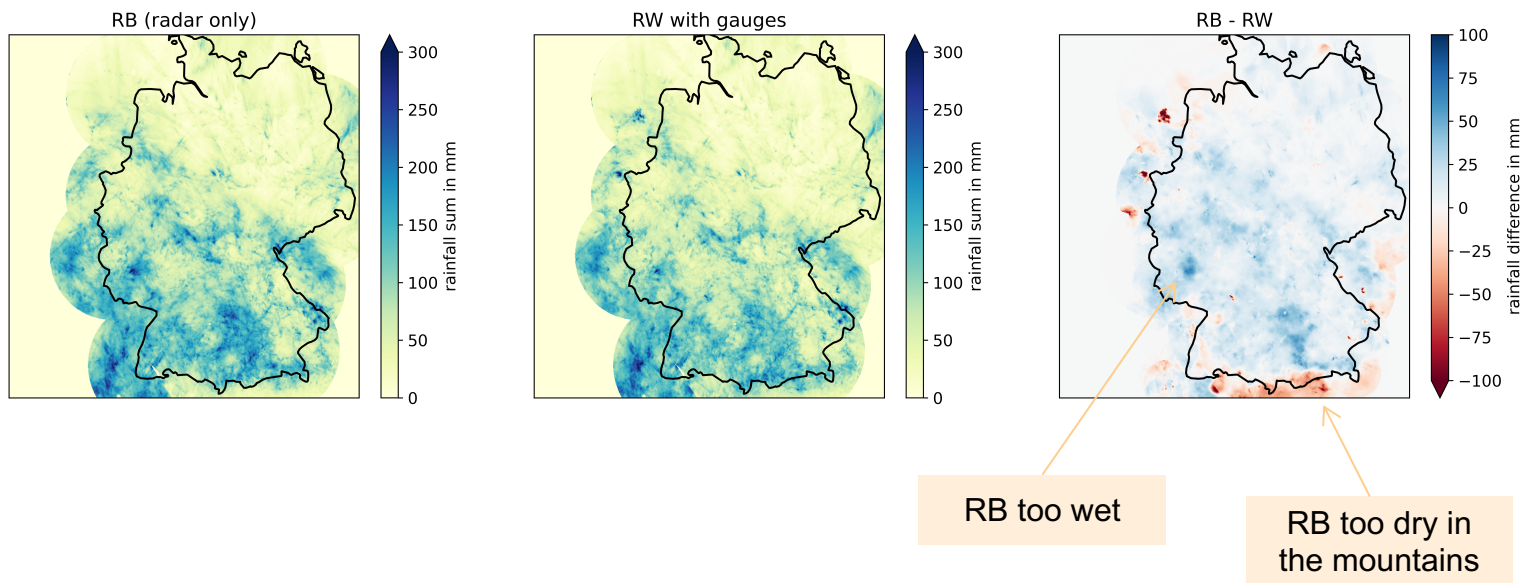 RB (radar only)
300
250
200
150
100
50
0
rainfall sum in mm
RW with gauges
300
250
200
150
100
50
0
rainfall sum in mm
RB - RW
100
75
50
25
0
−25
−50
−75
−100
rainfall difference in mm
RB too wet
RB too dry in
the mountains